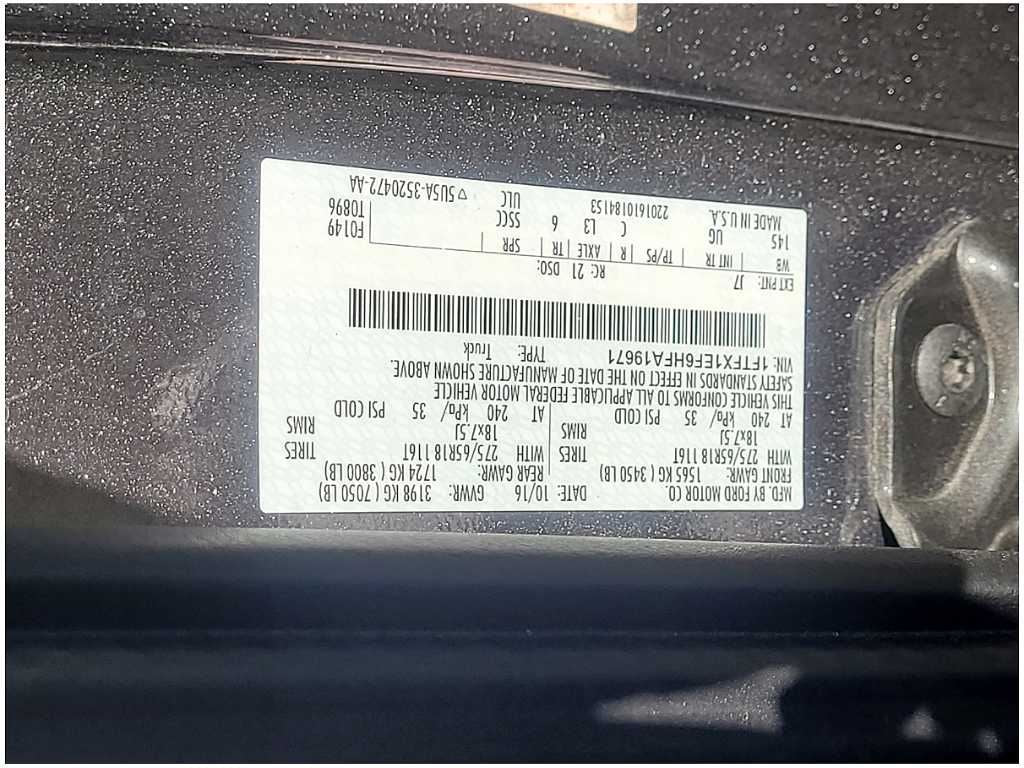 MFD. BY FORD MOTOR CO.
DATE: 10/16 GVWR: 3198 KG ( 7050 LB)
FRONT GAWR: 1565 KG ( 3450 LB) REAR GAWR: 1724 KG ( 3800 LB)
WITH 275/65R18 116T TIRES WITH 275/65R18 116T TIRES
18x7.5J RIMS 18x7.5J RIMS
AT 240 kPa/ 35 PSI COLD AT 240 kPa/ 35 PSI COLD
THIS VEHICLE CONFORMS TO ALL APPLICABLE FEDERAL MOTOR VEHICLE
SAFETY STANDARDS IN EFFECT ON THE DATE OF MANUFACTURE SHOWN ABOVE.
VIN: 1FTFX1EF6HFA19671 TYPE: Truck
EXT PNT: J7 RC: 21 DSO:
WB INT TR TP/PS R AXLE TR SPR F0149
145 UG C L3 6 SSCC T0896
MADE IN U.S.A. 2201610184153 ULC
▽ 5U5A-3520472-AA